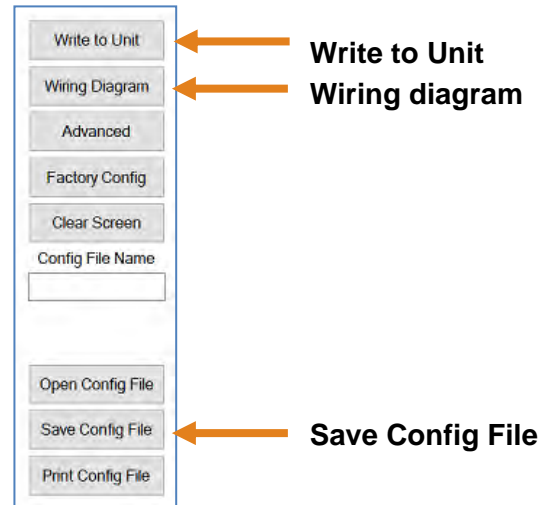 Write to Unit
Write to Unit
Wiring Diagram
Wiring diagram
Advanced
Factory Config
Clear Screen
Config File Name
Open Config File
Save Config File
Save Config File
Print Config File